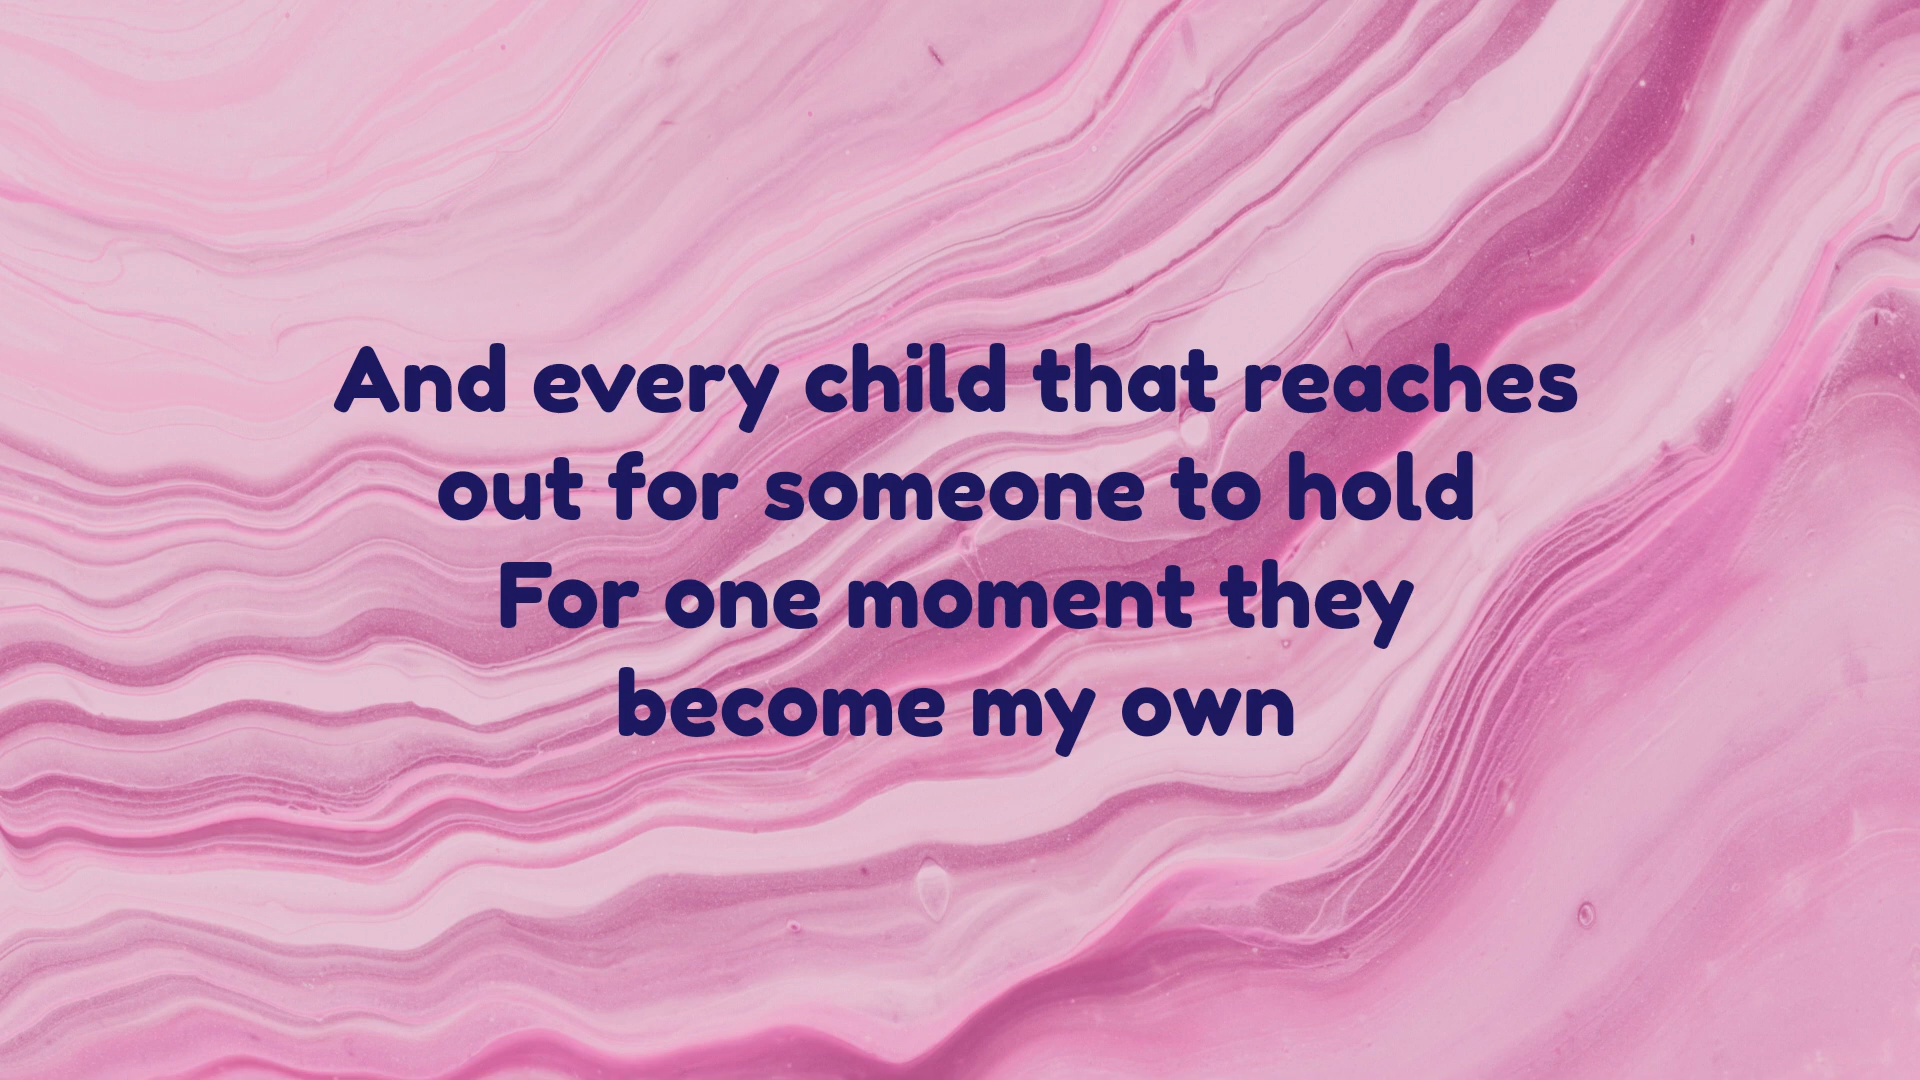 And every child that reaches
out for someone to hold
For one moment they
become my own